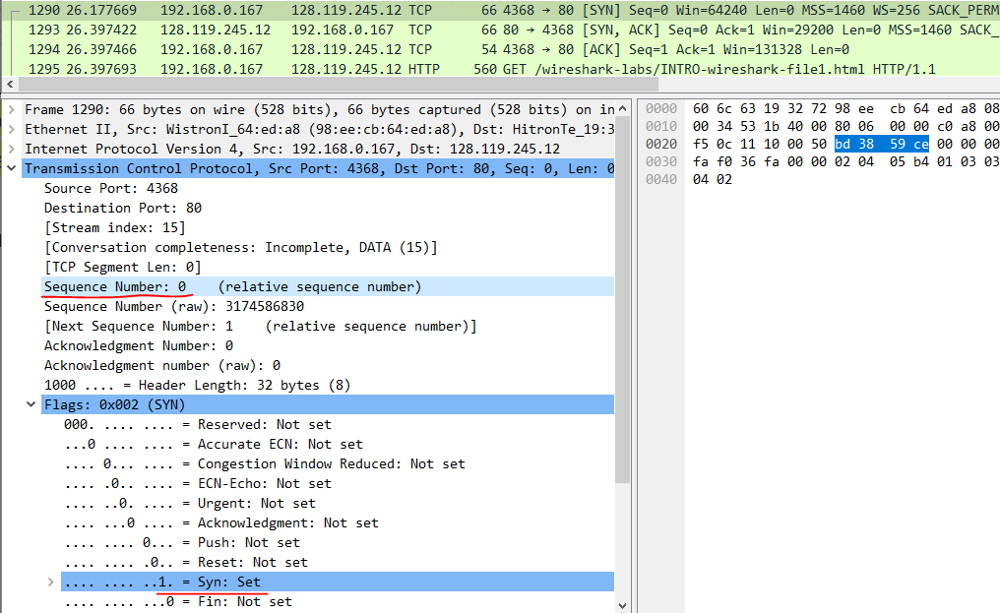 1290 26.177669 192.168.0.167 128.119.245.12 TCP 66 4368 → 80 [SYN] Seq=0 Win=64240 Len=0 MSS=1460 WS=256 SACK_PERM
1293 26.397422 128.119.245.12 192.168.0.167 TCP 66 80 → 4368 [SYN, ACK] Seq=0 Ack=1 Win=29200 Len=0 MSS=1460 SACK_
1294 26.397466 192.168.0.167 128.119.245.12 TCP 54 4368 → 80 [ACK] Seq=1 Ack=1 Win=131328 Len=0
1295 26.397693 192.168.0.167 128.119.245.12 HTTP 560 GET /wireshark-labs/INTRO-wireshark-file1.html HTTP/1.1
Frame 1290: 66 bytes on wire (528 bits), 66 bytes captured (528 bits) on in
Ethernet II, Src: WistronI_64:ed:a8 (98:ee:cb:64:ed:a8), Dst: HitronTe_19:3
Internet Protocol Version 4, Src: 192.168.0.167, Dst: 128.119.245.12
Transmission Control Protocol, Src Port: 4368, Dst Port: 80, Seq: 0, Len: 0
Source Port: 4368
Destination Port: 80
[Stream index: 15]
[Conversation completeness: Incomplete, DATA (15)]
[TCP Segment Len: 0]
Sequence Number: 0 (relative sequence number)
Sequence Number (raw): 3174586830
[Next Sequence Number: 1 (relative sequence number)]
Acknowledgment Number: 0
Acknowledgment number (raw): 0
1000 .... = Header Length: 32 bytes (8)
Flags: 0x002 (SYN)
000. .... .... = Reserved: Not set
...0 .... .... = Accurate ECN: Not set
.... 0... .... = Congestion Window Reduced: Not set
.... .0.. .... = ECN-Echo: Not set
.... ..0. .... = Urgent: Not set
.... ...0 .... = Acknowledgment: Not set
.... .... 0... = Push: Not set
.... .... .0.. = Reset: Not set
.... .... ..1. = Syn: Set
.... .... ...0 = Fin: Not set
0000 60 6c 63 19 32 72 98 ee cb 64 ed a8 08
0010 00 34 53 1b 40 00 80 06 00 00 c0 a8 00
0020 f5 0c 11 10 00 50 bd 38 59 ce 00 00 00
0030 fa f0 36 fa 00 00 02 04 05 b4 01 03 03
0040 04 02